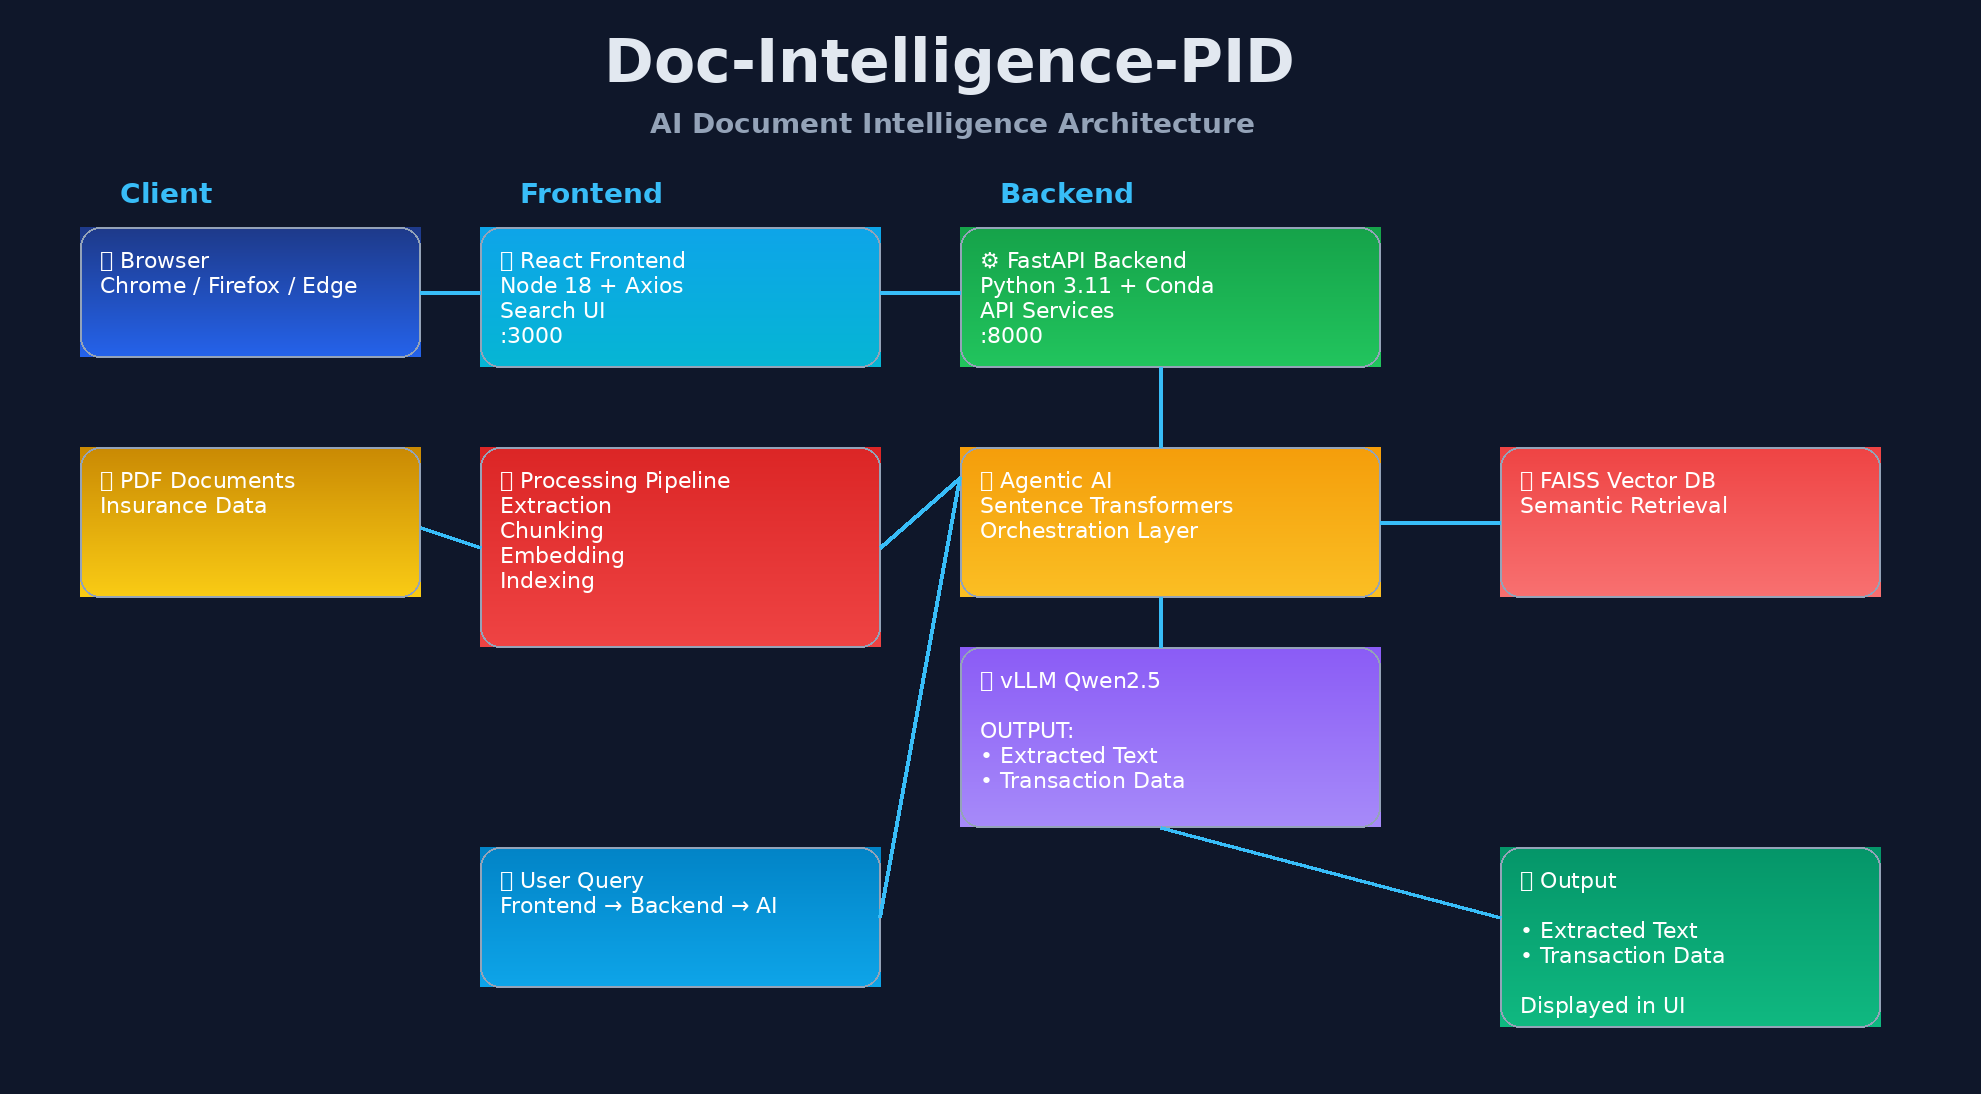 Doc-Intelligence-PID
AI Document Intelligence Architecture
Client
Frontend
Backend
Browser
Chrome / Firefox / Edge
React Frontend
Node 18 + Axios
Search UI
:3000
⚙ FastAPI Backend
Python 3.11 + Conda
API Services
:8000
PDF Documents
Insurance Data
Processing Pipeline
Extraction
Chunking
Embedding
Indexing
Agentic AI
Sentence Transformers
Orchestration Layer
FAISS Vector DB
Semantic Retrieval
vLLM Qwen2.5
OUTPUT:
• Extracted Text
• Transaction Data
User Query
Frontend → Backend → AI
Output
• Extracted Text
• Transaction Data
Displayed in UI